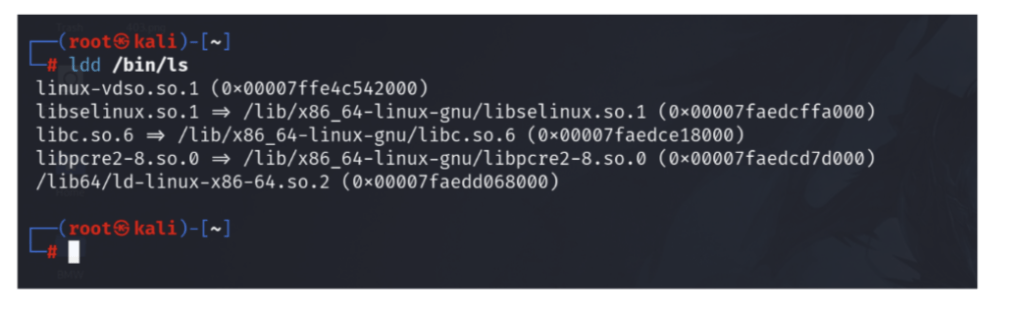 ┌──(root㉿kali)-[~]
└─# ldd /bin/ls
linux-vdso.so.1 (0×00007ffe4c542000)
libselinux.so.1 ⇒ /lib/x86_64-linux-gnu/libselinux.so.1 (0×00007faedcffa000)
libc.so.6 ⇒ /lib/x86_64-linux-gnu/libc.so.6 (0×00007faedce18000)
libpcre2-8.so.0 ⇒ /lib/x86_64-linux-gnu/libpcre2-8.so.0 (0×00007faedcd7d000)
/lib64/ld-linux-x86-64.so.2 (0×00007faedd068000)
┌──(root㉿kali)-[~]
└─#